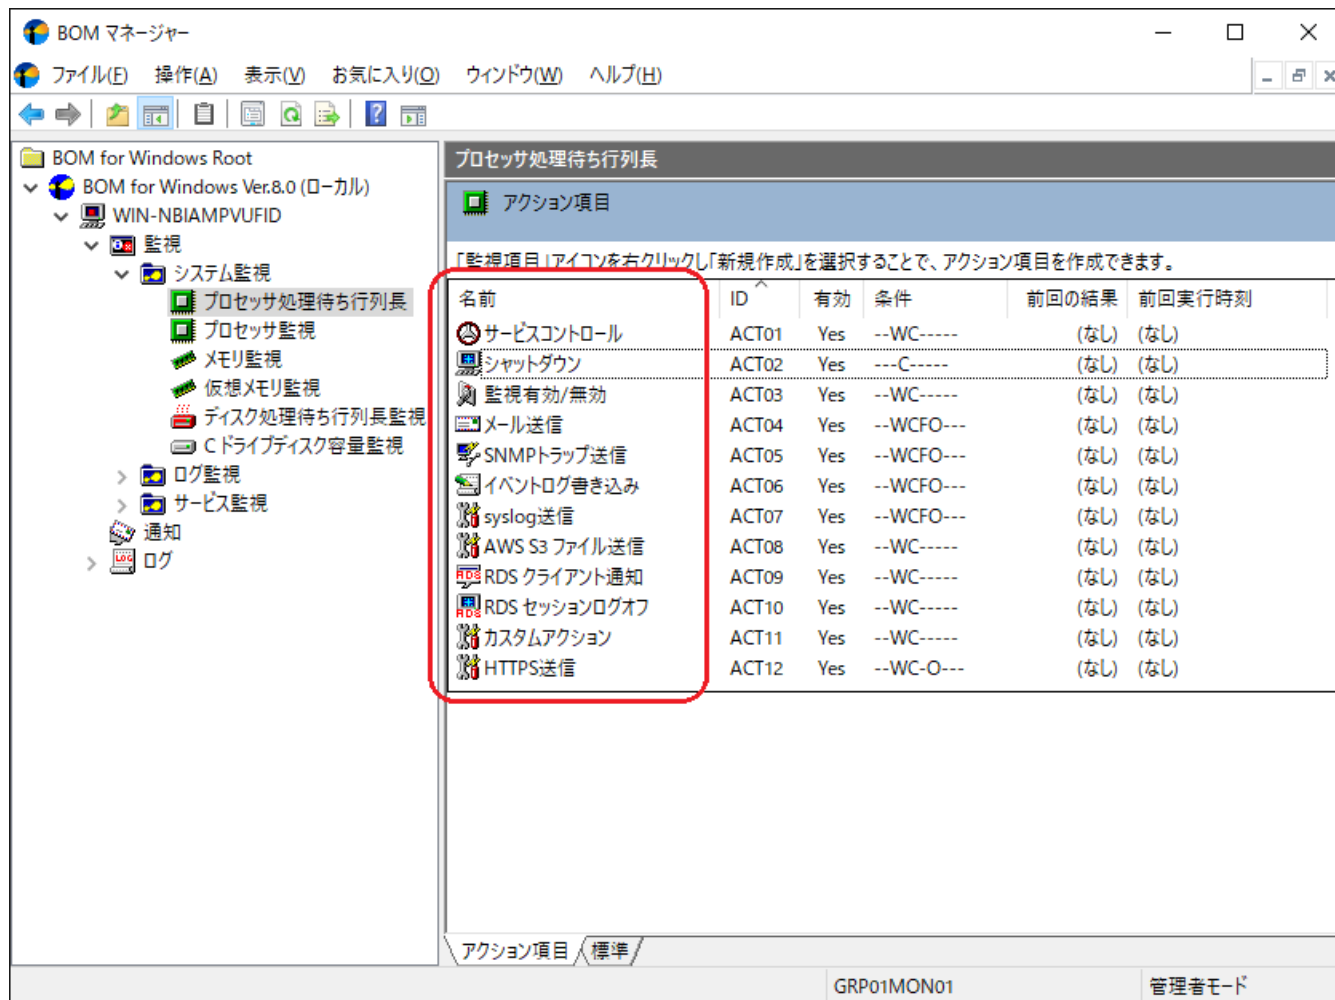 BOM マネージャー
ファイル(F) 操作(A) 表示(V) お気に入り(O) ウィンドウ(W) ヘルプ(H)
BOM for Windows Root
BOM for Windows Ver.8.0 (ローカル)
WIN-NBIAMPVUFID
監視
システム監視
プロセッサ処理待ち行列長
プロセッサ監視
メモリ監視
仮想メモリ監視
ディスク処理待ち行列長監視
C ドライブディスク容量監視
ログ監視
サービス監視
通知
LOG ログ
プロセッサ処理待ち行列長
アクション項目
「監視項目」アイコンを右クリックし「新規作成」を選択することで、アクション項目を作成できます。
名前 ID 有効 条件 前回の結果 前回実行時刻
サービスコントロール ACT01 Yes --WC----- (なし) (なし)
シャットダウン ACT02 Yes ---C----- (なし) (なし)
監視有効/無効 ACT03 Yes --WC----- (なし) (なし)
メール送信 ACT04 Yes --WCFO--- (なし) (なし)
SNMPトラップ送信 ACT05 Yes --WCFO--- (なし) (なし)
イベントログ書き込み ACT06 Yes --WCFO--- (なし) (なし)
syslog送信 ACT07 Yes --WCFO--- (なし) (なし)
AWS S3 ファイル送信 ACT08 Yes --WC----- (なし) (なし)
RDS RDS クライアント通知 ACT09 Yes --WC----- (なし) (なし)
RDS RDS セッションログオフ ACT10 Yes --WC----- (なし) (なし)
カスタムアクション ACT11 Yes --WC----- (なし) (なし)
HTTPS送信 ACT12 Yes --WC-O--- (なし) (なし)
アクション項目 標準
GRP01MON01 管理者モード